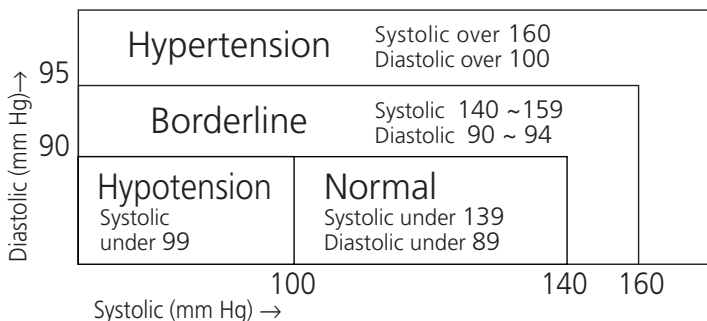 Hypertension
Systolic over 160
Diastolic over 100
95
Borderline
Systolic 140 ~159
Diastolic 90 ~ 94
90
Hypotension
Systolic
under 99
Normal
Systolic under 139
Diastolic under 89
Diastolic (mm Hg)→
100
140
160
Systolic (mm Hg) →